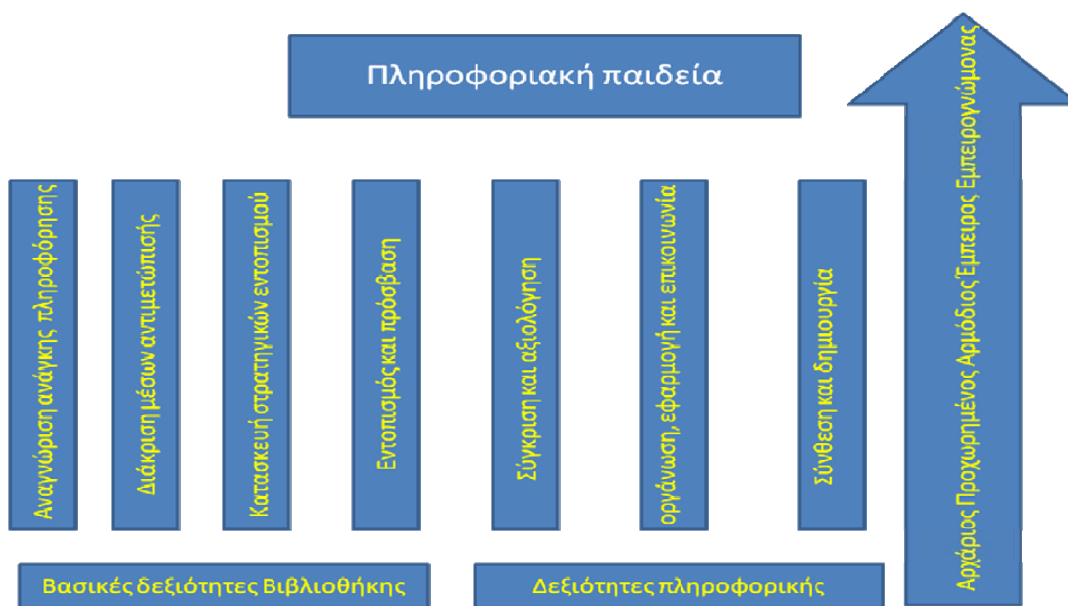 Πληροφοριακή παιδεία
Αναγνώριση ανάγκης πληροφόρησης
Διάκριση μέσων αντιμετώπισής
Κατασκευή στρατηγικών εντοπισμού
Εντοπισμός και πρόσβαση
Σύγκριση και αξιολόγηση
οργάνωση, εφαρμογή και επικοινωνία
Σύνθεση και δημιουργία
Αρχάριος Προχωρημένος Αρμόδιος Έμπειρος Εμπειρογνώμονας
Βασικές δεξιότητες Βιβλιοθήκης
Δεξιότητες πληροφορικής